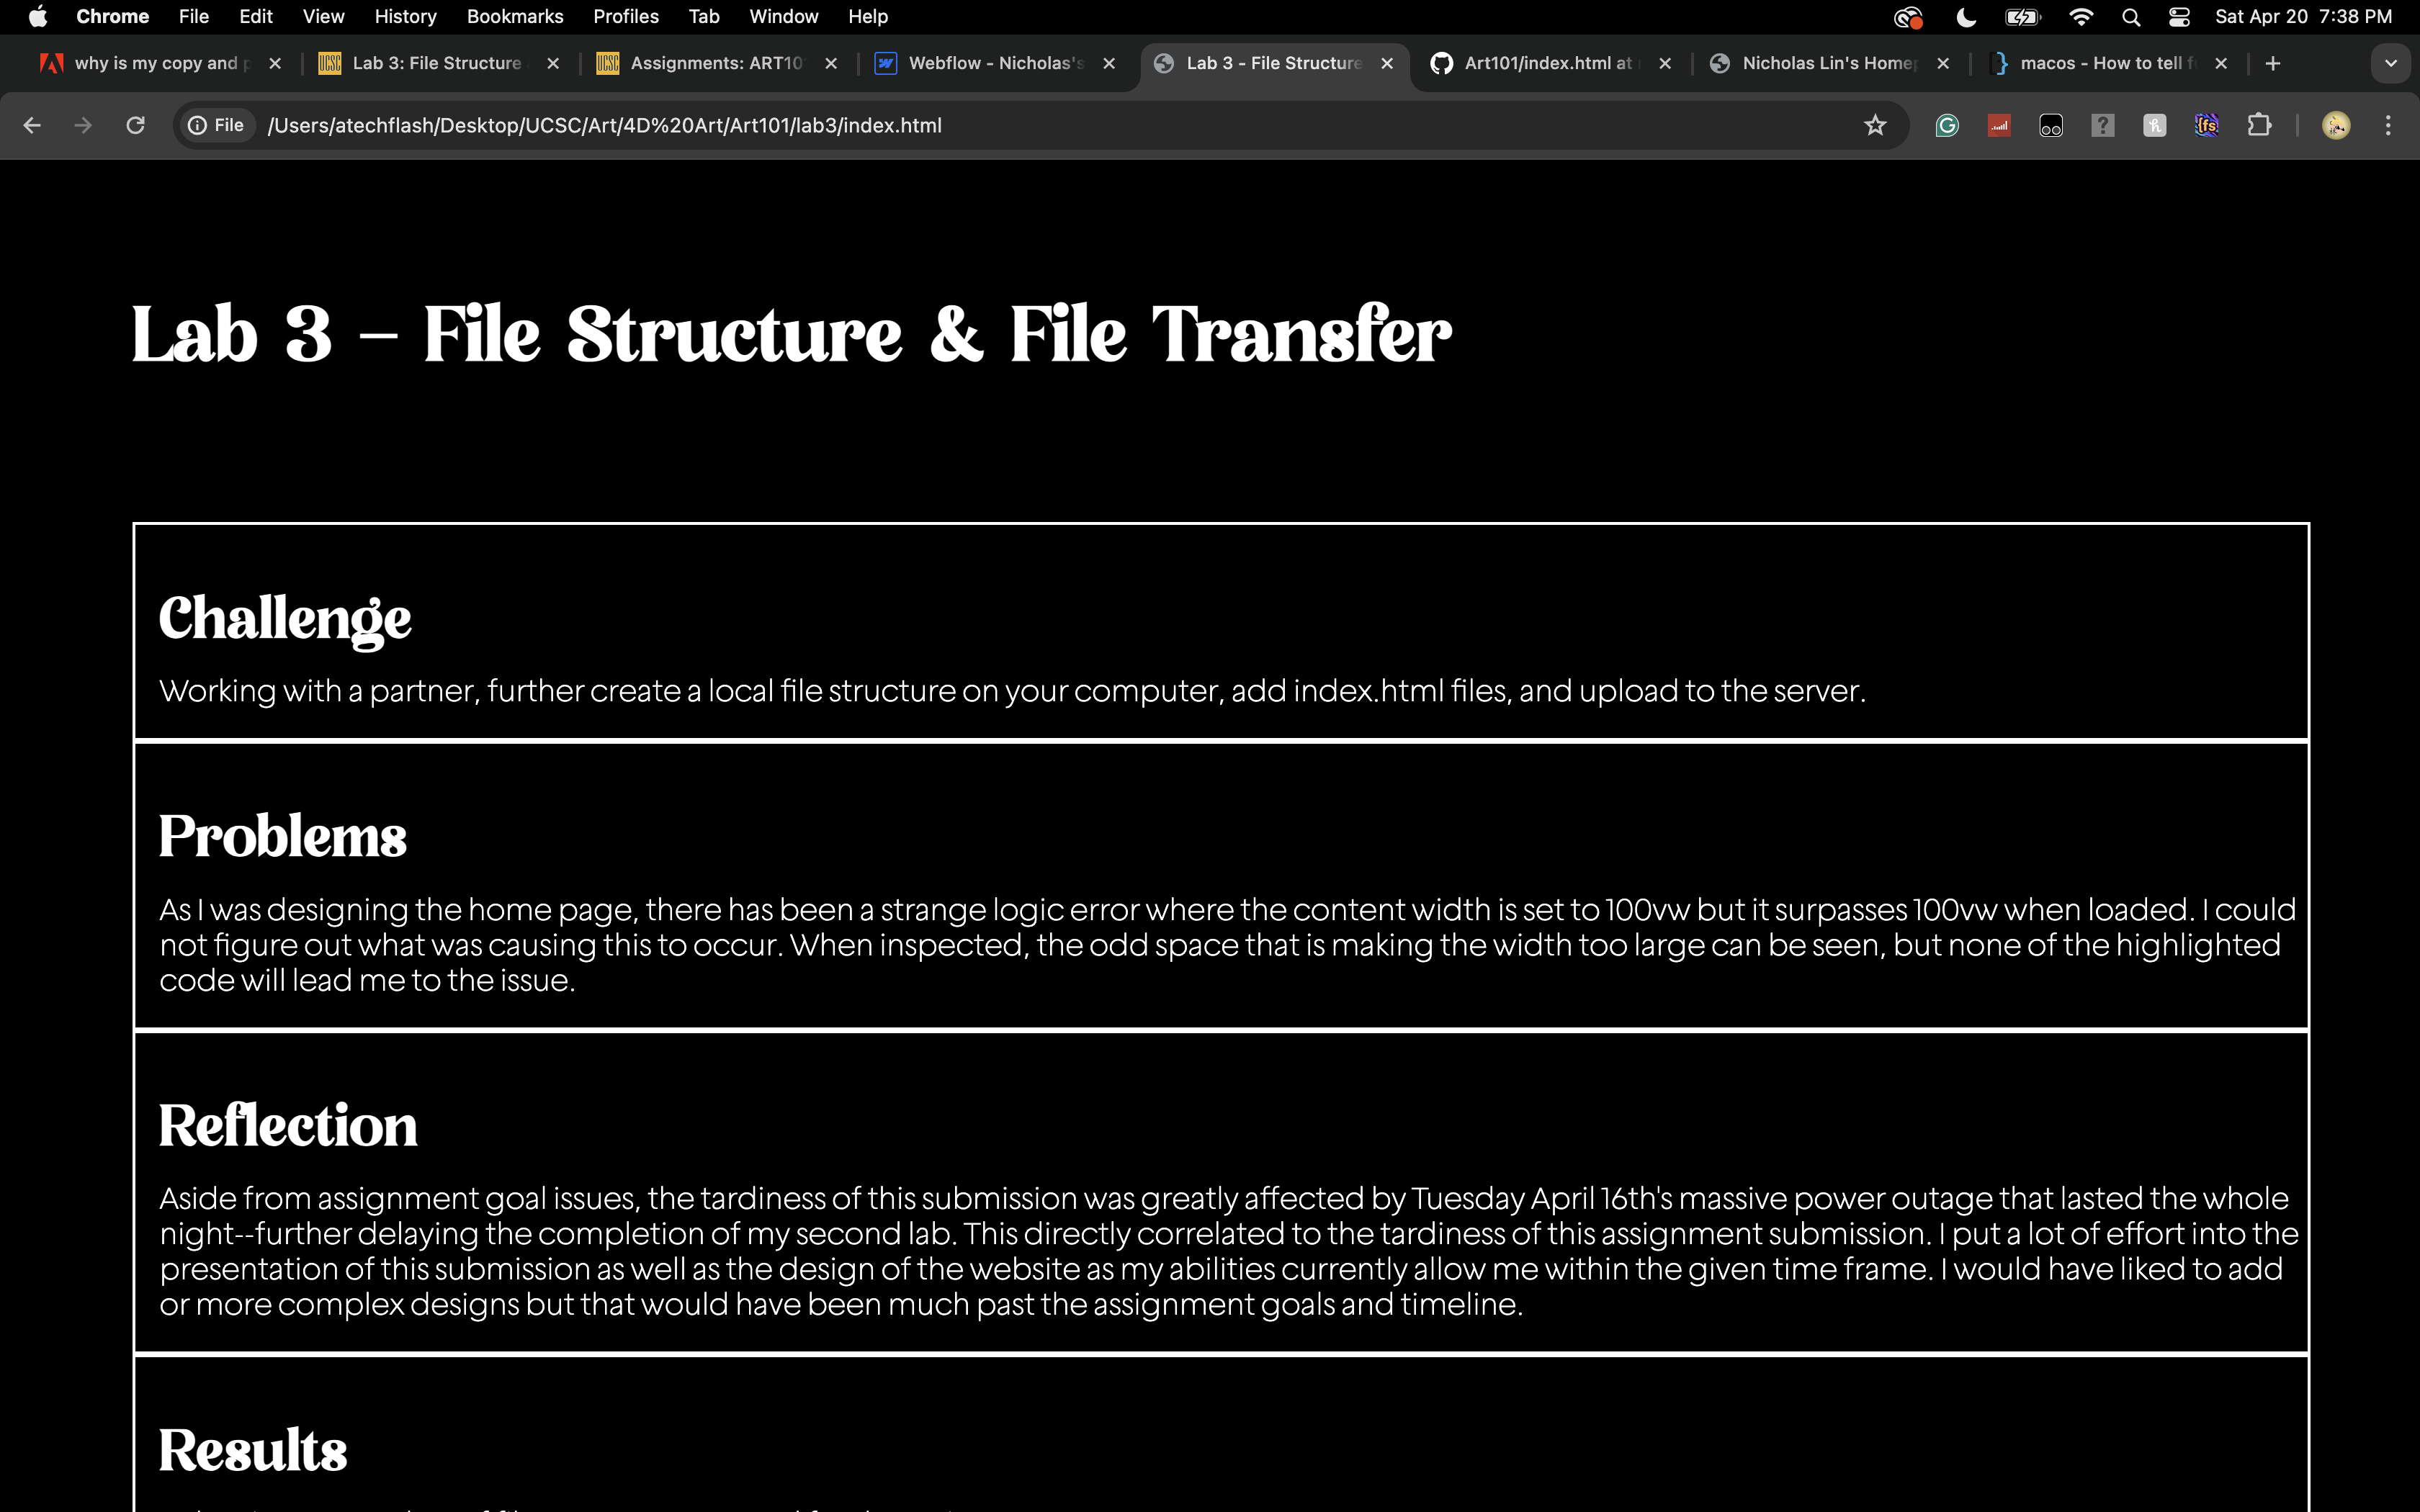 Chrome File Edit View History Bookmarks Profiles Tab Window Help Sat Apr 20 7:38 PM
why is my copy and Lab 3: File Structure Assignments: ART10 Webflow - Nicholas's Lab 3 - File Structure Art101/index.html at Nicholas Lin's Home macos - How to tell
File /Users/atechflash/Desktop/UCSC/Art/4D%20Art/Art101/lab3/index.html
Lab 3 - File Structure & File Transfer
Challenge
Working with a partner, further create a local file structure on your computer, add index.html files, and upload to the server.
Problems
As I was designing the home page, there has been a strange logic error where the content width is set to 100vw but it surpasses 100vw when loaded. I could
not figure out what was causing this to occur. When inspected, the odd space that is making the width too large can be seen, but none of the highlighted
code will lead me to the issue.
Reflection
Aside from assignment goal issues, the tardiness of this submission was greatly affected by Tuesday April 16th's massive power outage that lasted the whole
night--further delaying the completion of my second lab. This directly correlated to the tardiness of this assignment submission. I put a lot of effort into the
presentation of this submission as well as the design of the website as my abilities currently allow me within the given time frame. I would have liked to add
or more complex designs but that would have been much past the assignment goals and timeline.
Results